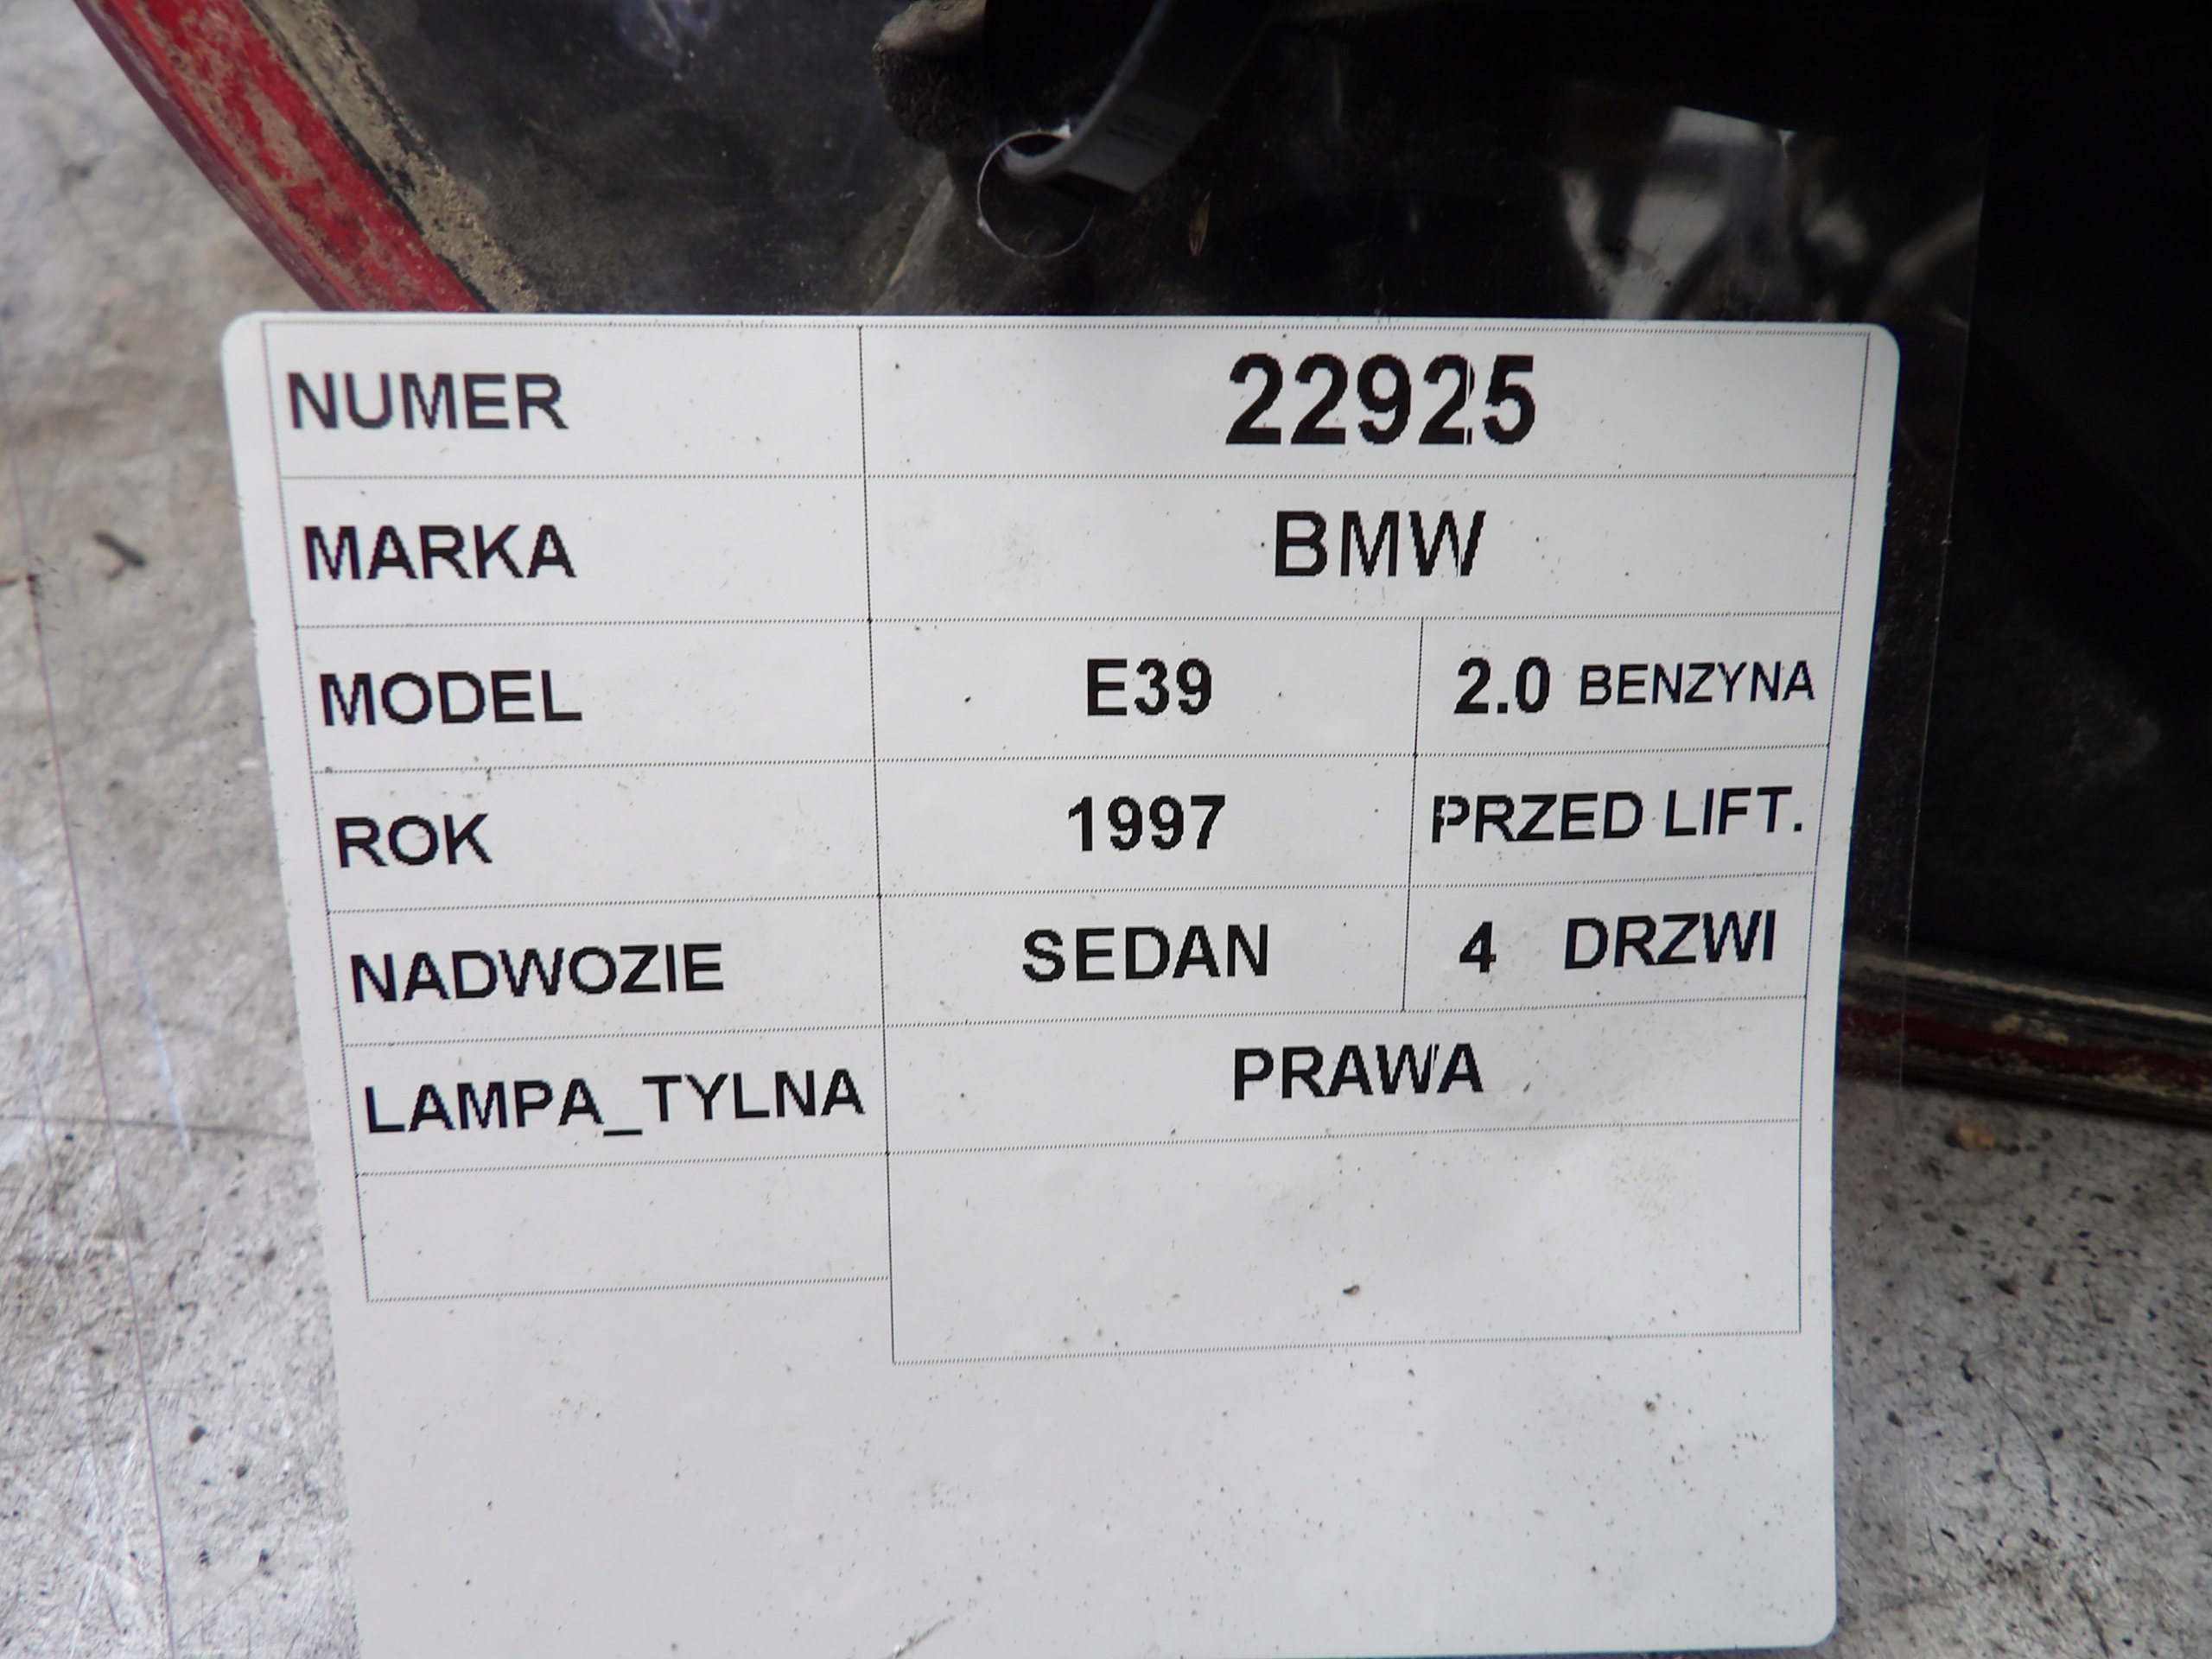 NUMER 22925
MARKA BMW
MODEL E39 2.0 BENZYNA
ROK 1997 PRZED LIFT.
NADWOZIE SEDAN 4 DRZWI
LAMPA_TYLNA PRAWA